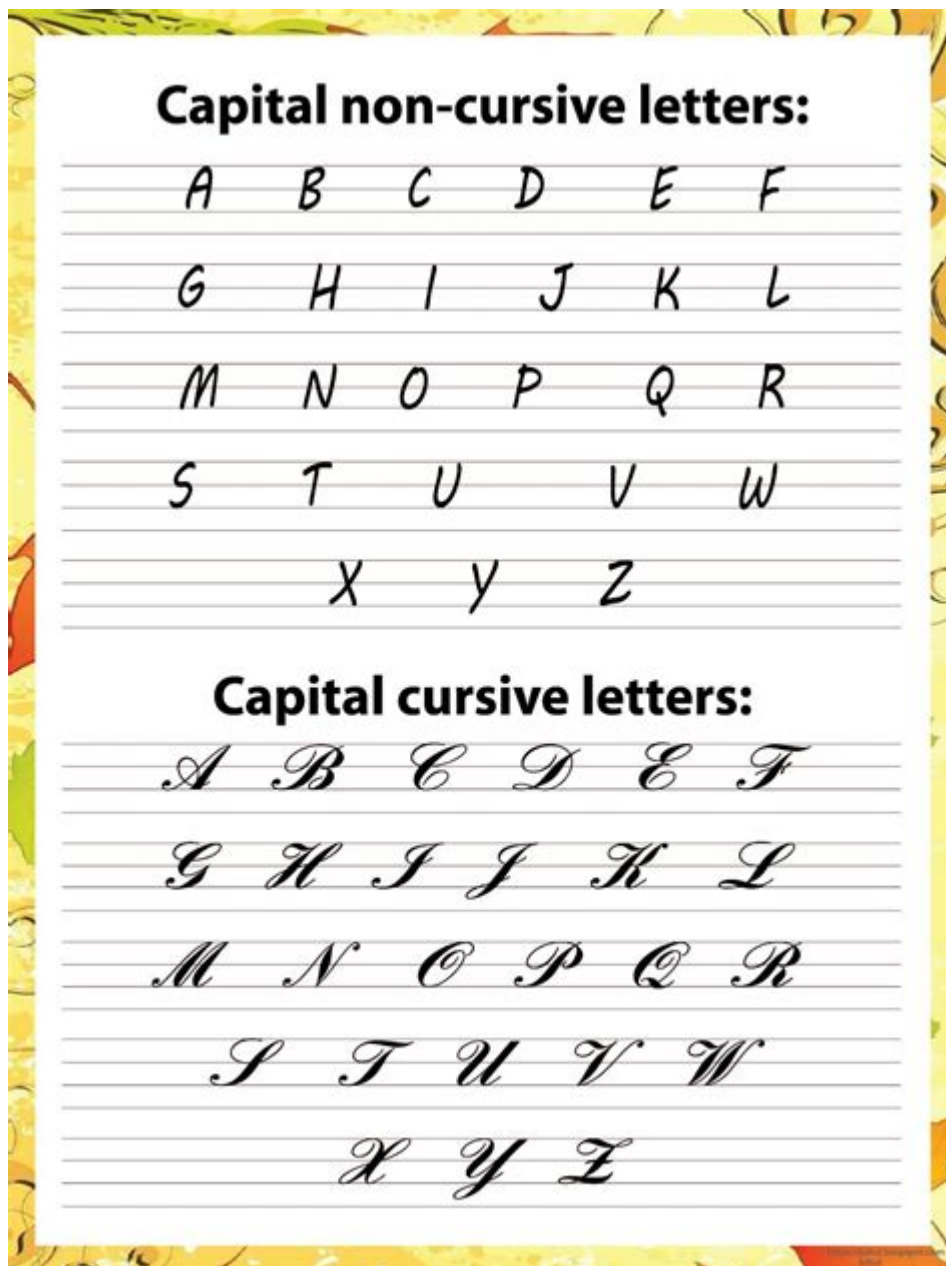 Capital non-cursive letters:
A B C D E F
G H I J K L
M N O P Q R
S T U V W
X Y Z
Capital cursive letters:
A B C D E F
G H I J K L
M N O P Q R
S T U V W
X Y Z